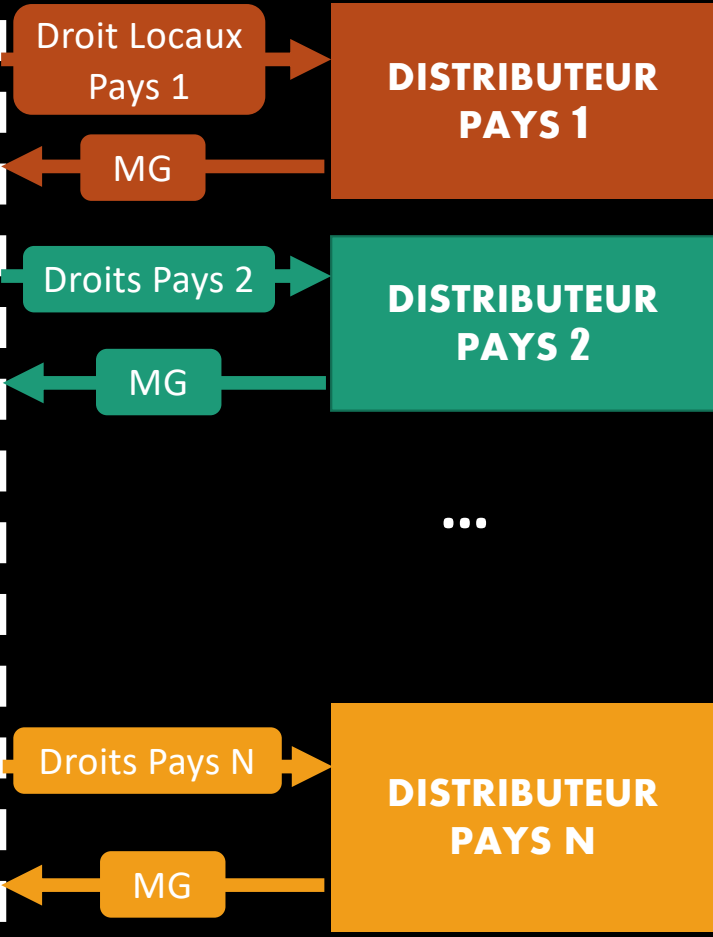 Droit Locaux
Pays 1
DISTRIBUTEUR
PAYS 1
MG
Droits Pays 2
DISTRIBUTEUR
PAYS 2
MG
...
Droits Pays N
DISTRIBUTEUR
PAYS N
MG